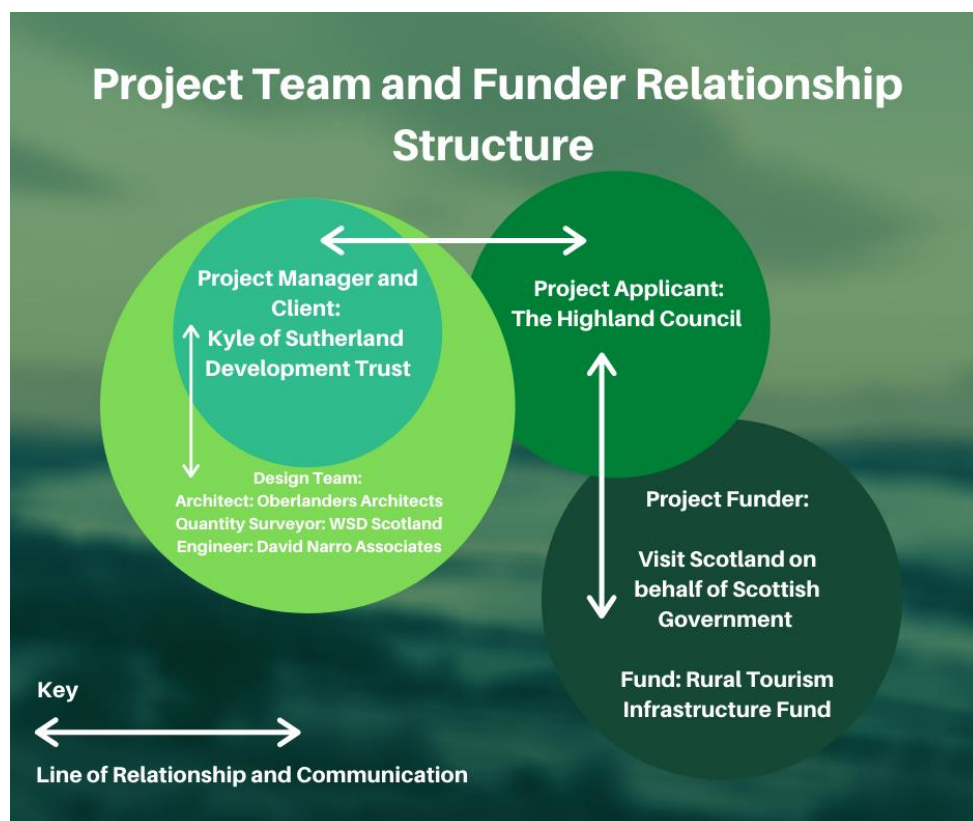 Project Team and Funder Relationship
Structure
Project Manager and
Client:
Kyle of Sutherland
Development Trust
Project Applicant:
The Highland Council
Design Team:
Architect: Oberlanders Architects
Quantity Surveyor: WSD Scotland
Engineer: David Narro Associates
Project Funder:
Visit Scotland on
behalf of Scottish
Government
Fund: Rural Tourism
Infrastructure Fund
Key
Line of Relationship and Communication